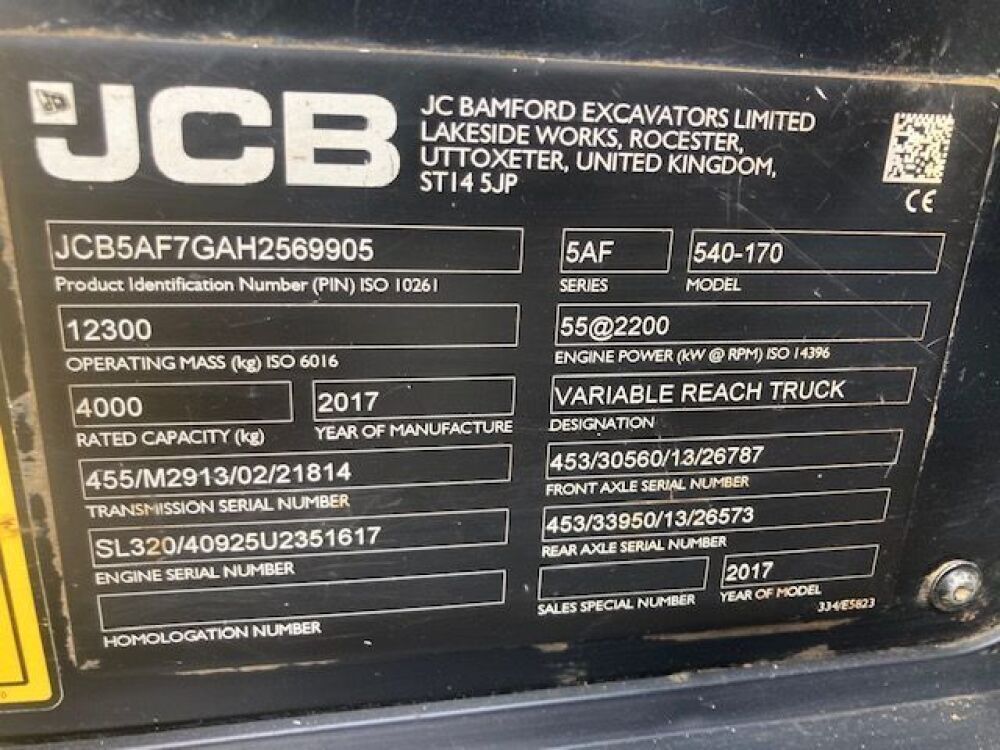 JCB
JC BAMFORD EXCAVATORS LIMITED
LAKESIDE WORKS, ROCESTER,
UTTOXETER, UNITED KINGDOM,
ST14 5JP
CE
JCB5AF7GAH2569905
Product Identification Number (PIN) ISO 10261
5AF
SERIES
540-170
MODEL
12300
OPERATING MASS (kg) ISO 6016
55@2200
ENGINE POWER (kW @ RPM) ISO 14396
4000
RATED CAPACITY (kg)
2017
YEAR OF MANUFACTURE
VARIABLE REACH TRUCK
DESIGNATION
455/M2913/02/21814
TRANSMISSION SERIAL NUMBER
453/30560/13/26787
FRONT AXLE SERIAL NUMBER
SL320/40925U2351617
ENGINE SERIAL NUMBER
453/33950/13/26573
REAR AXLE SERIAL NUMBER
HOMOLOGATION NUMBER
SALES SPECIAL NUMBER
2017
YEAR OF MODEL
334/E5823